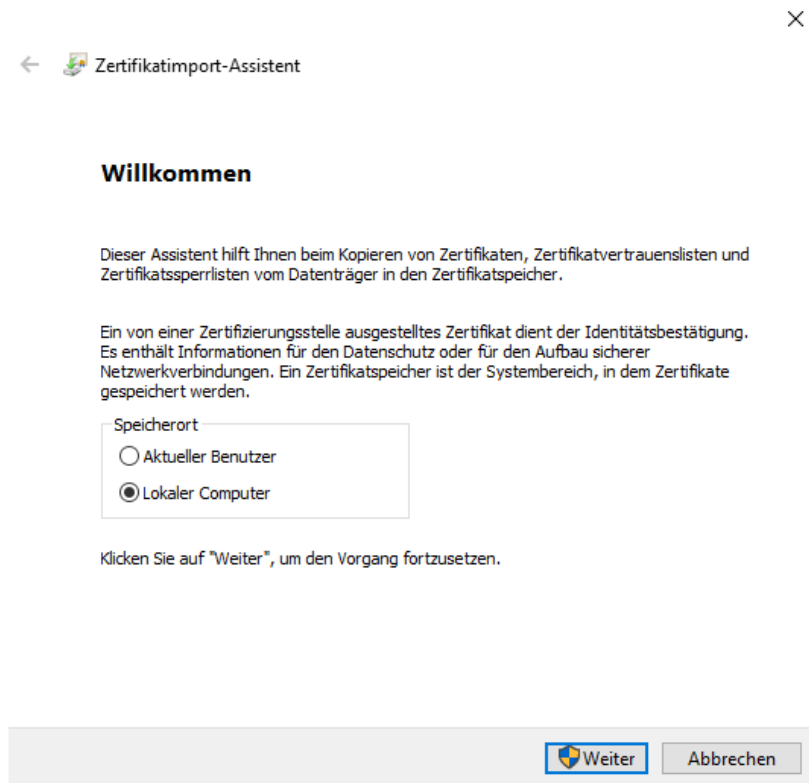 Zertifikatimport-Assistent
Willkommen
Dieser Assistent hilft Ihnen beim Kopieren von Zertifikaten, Zertifikatvertrauenslisten und
Zertifikatssperrlisten vom Datenträger in den Zertifikatspeicher.
Ein von einer Zertifizierungsstelle ausgestelltes Zertifikat dient der Identitätsbestätigung.
Es enthält Informationen für den Datenschutz oder für den Aufbau sicherer
Netzwerkverbindungen. Ein Zertifikatspeicher ist der Systembereich, in dem Zertifikate
gespeichert werden.
Speicherort
Aktueller Benutzer
Lokaler Computer
Klicken Sie auf "Weiter", um den Vorgang fortzusetzen.
Weiter Abbrechen